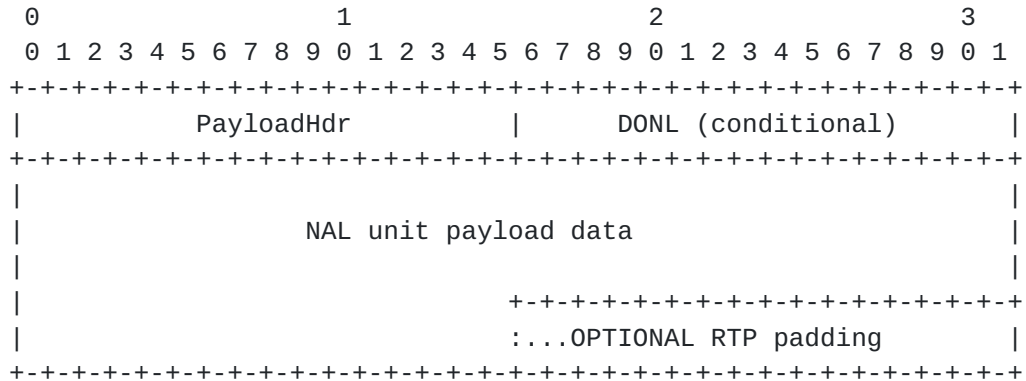 0                   1                   2                   3
 0 1 2 3 4 5 6 7 8 9 0 1 2 3 4 5 6 7 8 9 0 1 2 3 4 5 6 7 8 9 0 1
+-+-+-+-+-+-+-+-+-+-+-+-+-+-+-+-+-+-+-+-+-+-+-+-+-+-+-+-+-+-+-+-+
|           PayloadHdr          |      DONL (conditional)       |
+-+-+-+-+-+-+-+-+-+-+-+-+-+-+-+-+-+-+-+-+-+-+-+-+-+-+-+-+-+-+-+-+
|                                                               |
|                  NAL unit payload data                        |
|                                                               |
|                               +-+-+-+-+-+-+-+-+-+-+-+-+-+-+-+-+
|                               :...OPTIONAL RTP padding        |
+-+-+-+-+-+-+-+-+-+-+-+-+-+-+-+-+-+-+-+-+-+-+-+-+-+-+-+-+-+-+-+-+